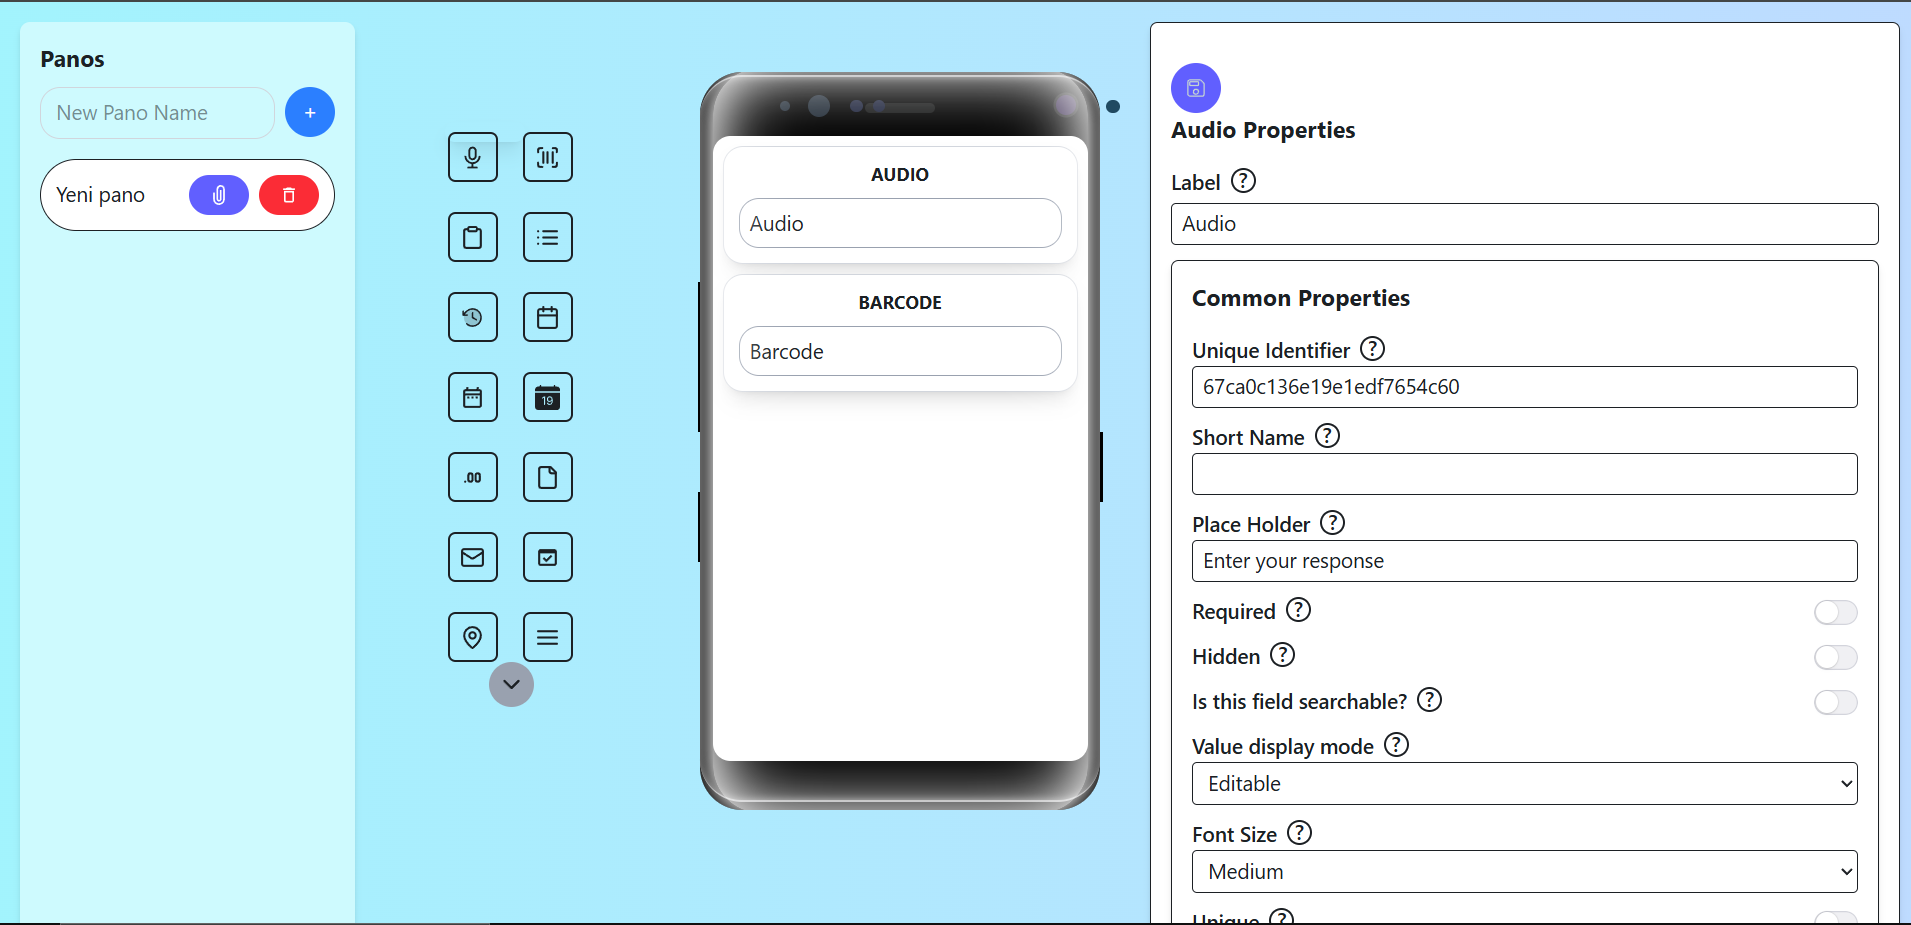 Panos
New Pano Name
+
Yeni pano
19
.00
AUDIO
Audio
BARCODE
Barcode
Audio Properties
Label ?
Audio
Common Properties
Unique Identifier ?
67ca0c136e19e1edf7654c60
Short Name ?
Place Holder ?
Enter your response
Required ?
Hidden ?
Is this field searchable? ?
Value display mode ?
Editable
Font Size ?
Medium
Unique ?